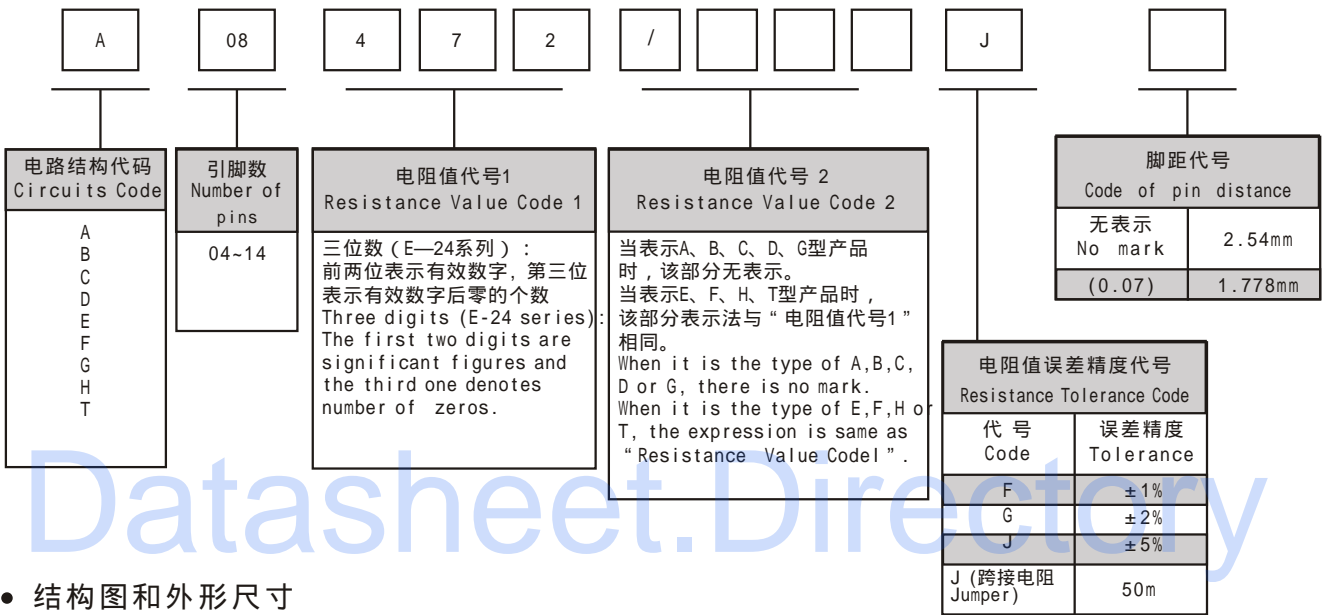 A 08 4 7 2 / J
电路结构代码
Circuits Code
A
B
C
D
E
F
G
H
T
引脚数
Number of
pins
04~14
电阻值代号1
Resistance Value Code 1
三位数（E—24系列）:
前两位表示有效数字, 第三位
表示有效数字后零的个数
Three digits (E-24 series):
The first two digits are
significant figures and
the third one denotes
number of zeros.
电阻值代号 2
Resistance Value Code 2
当表示A、B、C、D、G型产品
时，该部分无表示。
当表示E、F、H、T型产品时，
该部分表示法与“电阻值代号1”
相同。
When it is the type of A,B,C,
D or G, there is no mark.
When it is the type of E,F,H or
T, the expression is same as
“Resistance Value CodeI”.
脚距代号
Code of pin distance
无表示
No mark
2.54mm
(0.07) 1.778mm
电阻值误差精度代号
Resistance Tolerance Code
代 号
Code
误差精度
Tolerance
F ±1%
G ±2%
J ±5%
J (跨接电阻
Jumper)
50m
Datasheet.Directory
• 结构图和外形尺寸